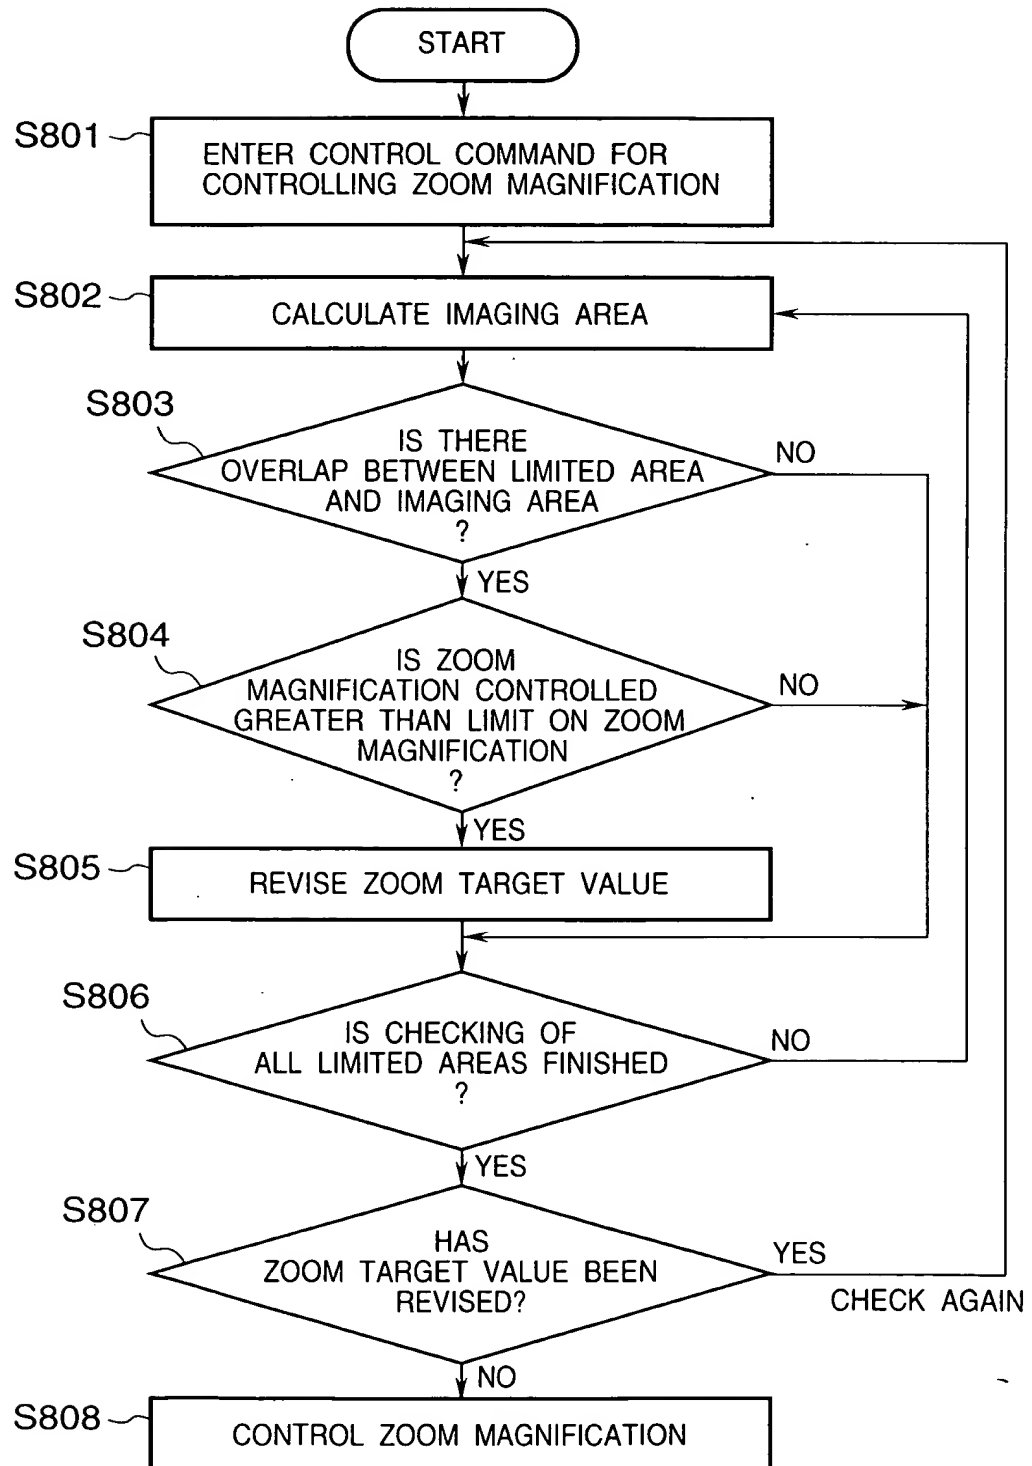 START
S801
ENTER CONTROL COMMAND FOR
CONTROLLING ZOOM MAGNIFICATION
S802
CALCULATE IMAGING AREA
S803
IS THERE
OVERLAP BETWEEN LIMITED AREA
AND IMAGING AREA
?
NO
YES
S804
IS ZOOM
MAGNIFICATION CONTROLLED
GREATER THAN LIMIT ON ZOOM
MAGNIFICATION
?
NO
YES
S805
REVISE ZOOM TARGET VALUE
S806
IS CHECKING OF
ALL LIMITED AREAS FINISHED
?
NO
YES
S807
HAS
ZOOM TARGET VALUE BEEN
REVISED?
YES
CHECK AGAIN
NO
S808
CONTROL ZOOM MAGNIFICATION